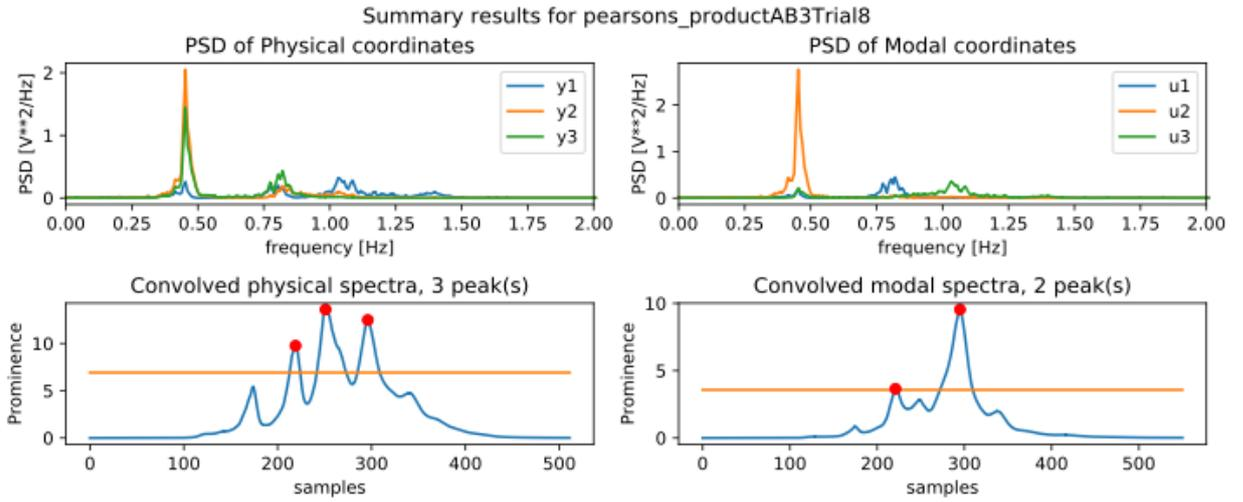 Summary results for pearsons_productAB3Trial8
PSD of Physical coordinates
PSD [V**2/Hz]
2
1
0
y1
y2
y3
0.00 0.25 0.50 0.75 1.00 1.25 1.50 1.75 2.00
frequency [Hz]
PSD of Modal coordinates
PSD [V**2/Hz]
2
1
0
u1
u2
u3
0.00 0.25 0.50 0.75 1.00 1.25 1.50 1.75 2.00
frequency [Hz]
Convolved physical spectra, 3 peak(s)
Prominence
10
5
0
0 100 200 300 400 500
samples
Convolved modal spectra, 2 peak(s)
Prominence
10
5
0
0 100 200 300 400 500
samples